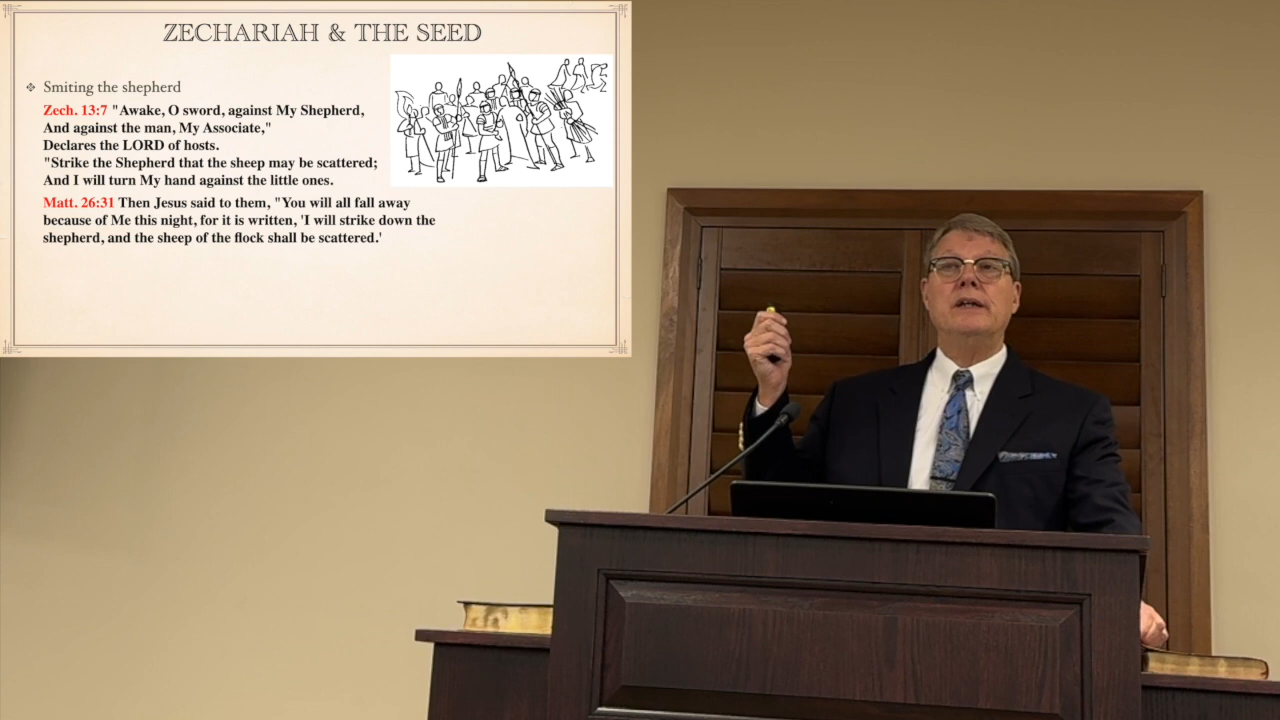 ZECHARIAH & THE SEED
Smiting the shepherd
Zech. 13:7 "Awake, O sword, against My Shepherd,
And against the man, My Associate,"
Declares the LORD of hosts.
"Strike the Shepherd that the sheep may be scattered;
And I will turn My hand against the little ones.
Matt. 26:31 Then Jesus said to them, "You will all fall away
because of Me this night, for it is written, 'I will strike down the
shepherd, and the sheep of the flock shall be scattered.'